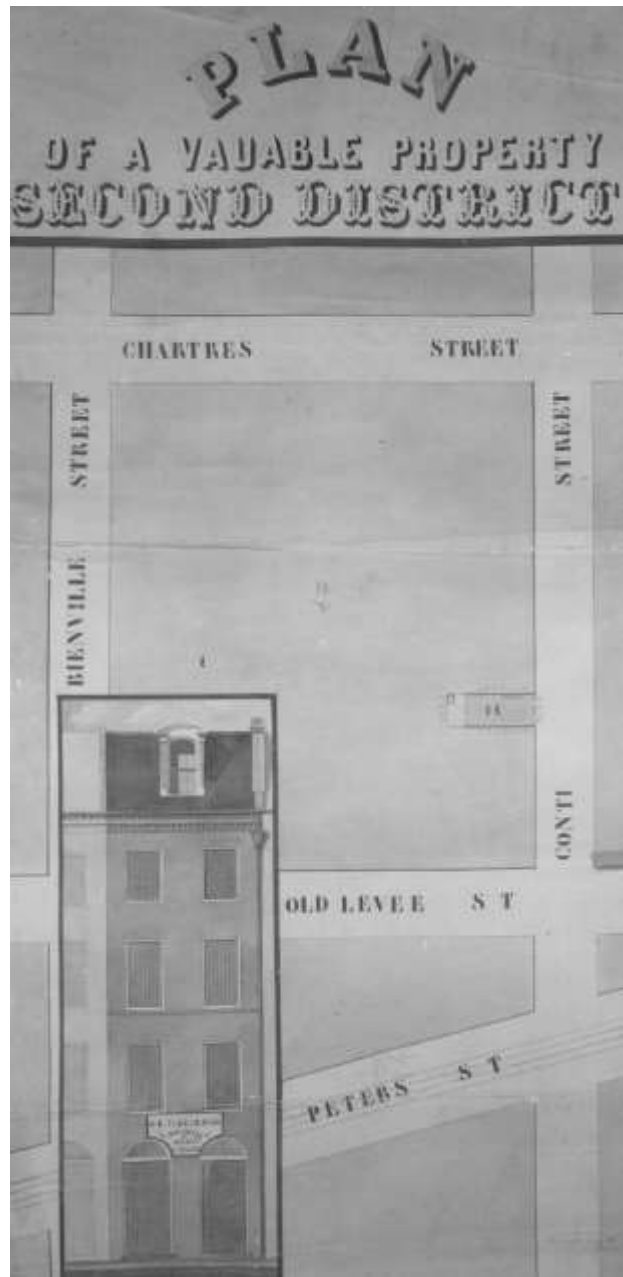 PLAN
OF A VAUABLE PROPERTY
SECOND DISTRICT
CHARTRES STREET
BIENVILLE STREET
CONTI STREET
OLD LEVEE ST
PETERS ST